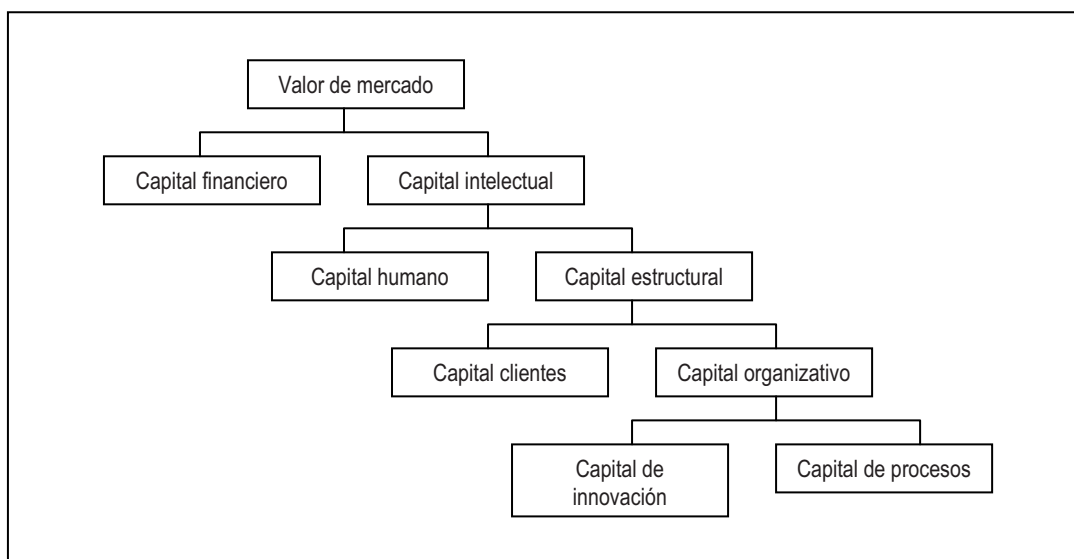 Valor de mercado
Capital financiero
Capital intelectual
Capital humano
Capital estructural
Capital clientes
Capital organizativo
Capital de
innovación
Capital de procesos